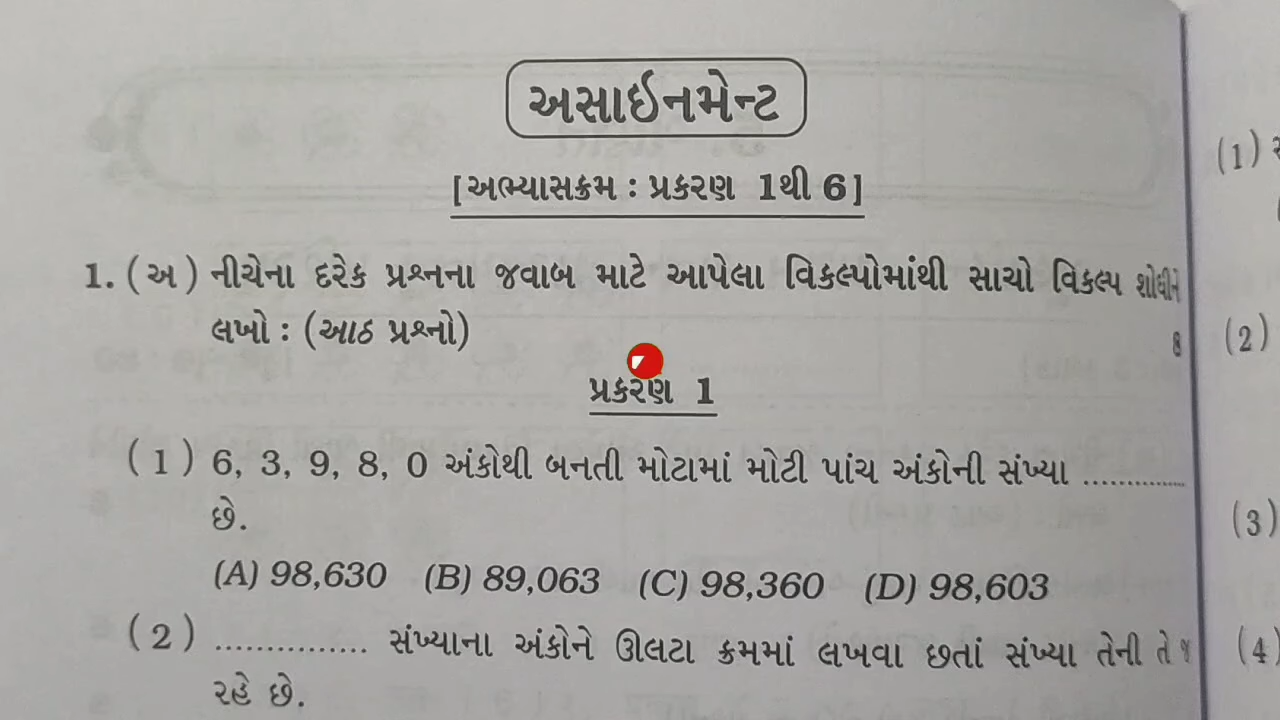 અસાઈનમેન્ટ
[અભ્યાસક્રમ : પ્રકરણ 1થી 6]
1. (અ) નીચેના દરેક પ્રશ્નના જવાબ માટે આપેલા વિકલ્પોમાંથી સાચો વિકલ્પ શોધીને
લખો : (આઠ પ્રશ્નો) 8
પ્રકરણ 1
(1) 6, 3, 9, 8, 0 અંકોથી બનતી મોટામાં મોટી પાંચ અંકોની સંખ્યા ..............
છે.
(A) 98,630 (B) 89,063 (C) 98,360 (D) 98,603
(2) ............... સંખ્યાના અંકોને ઊલટા ક્રમમાં લખવા છતાં સંખ્યા તેની તે જ
રહે છે.
(1)
(2)
(3)
(4)